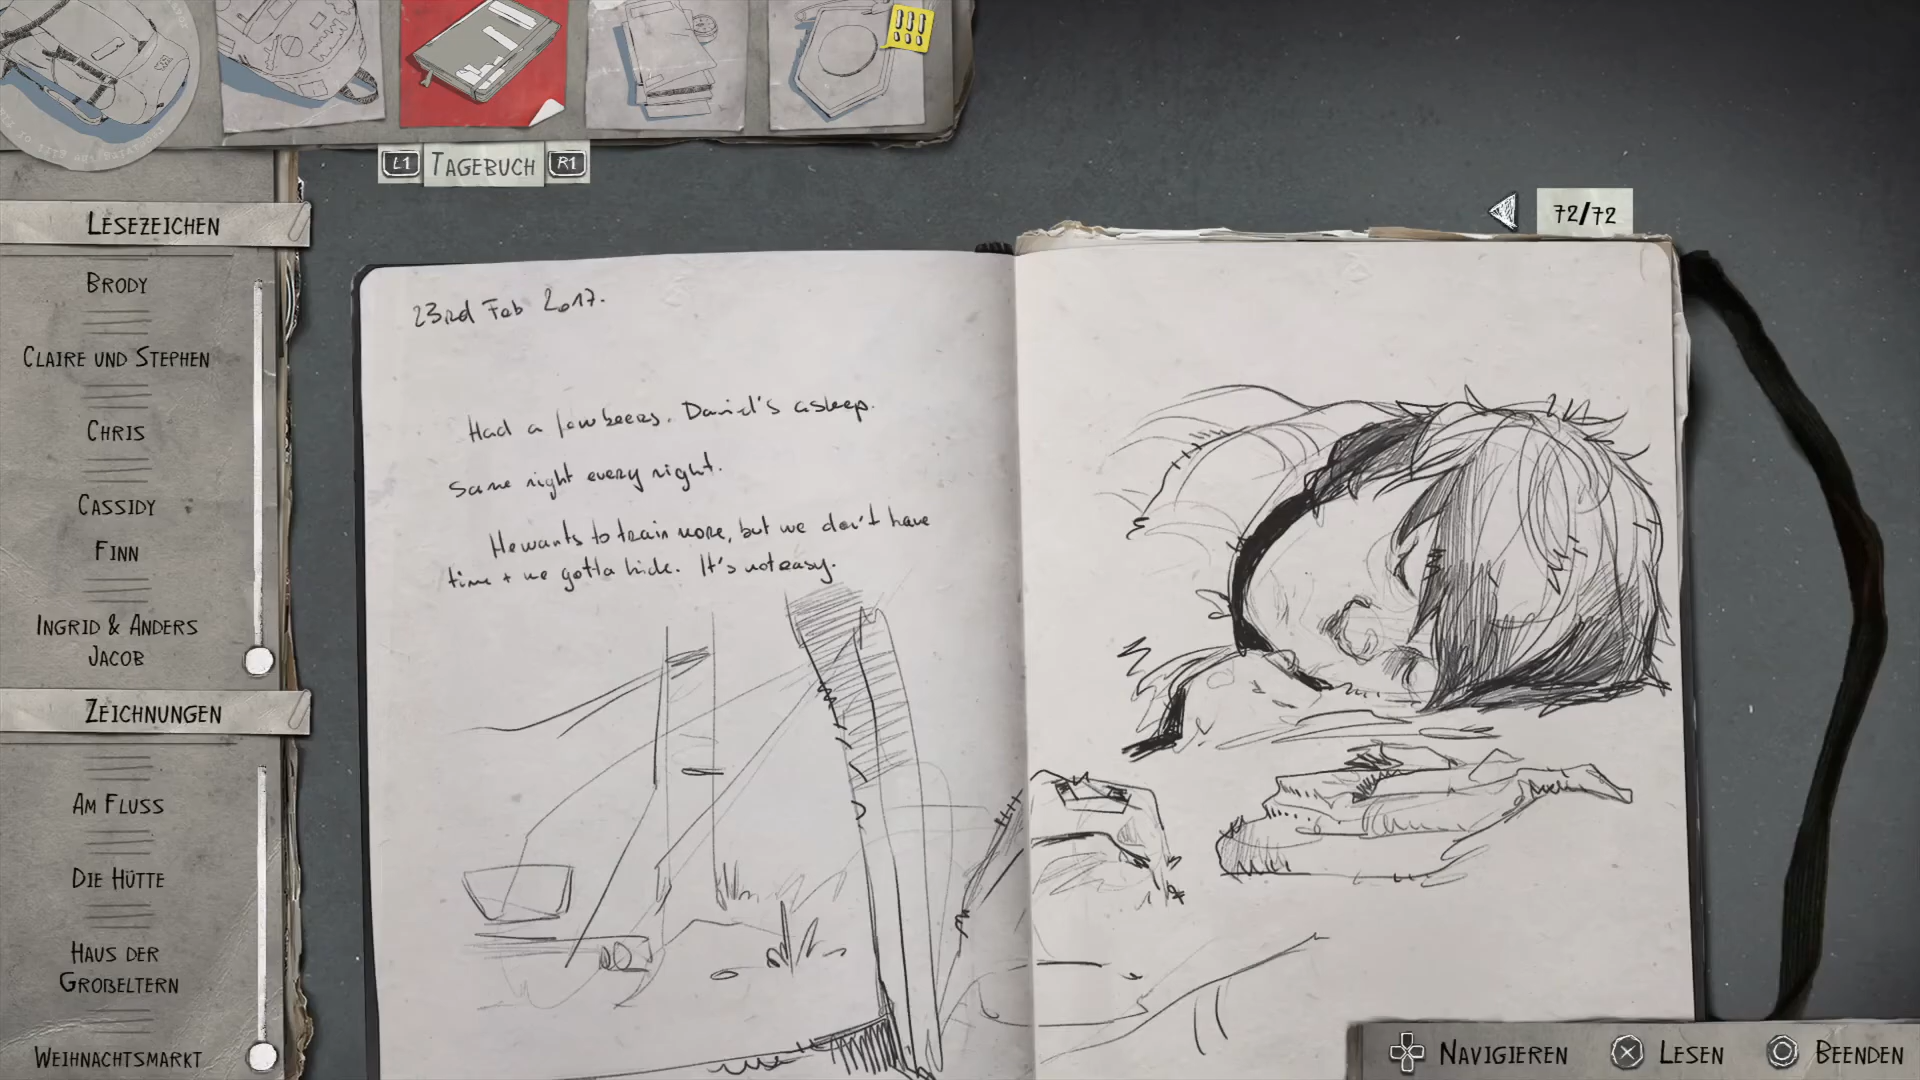 L1 TAGEBUCH R1
72/72
LESEZEICHEN
BRODY
CLAIRE UND STEPHEN
CHRIS
CASSIDY
FINN
INGRID & ANDERS
JACOB
ZEICHNUNGEN
AM FLUSS
DIE HÜTTE
HAUS DER
GROßELTERN
WEIHNACHTSMARKT
23rd Feb 2017.
Had a few beers. Daniel's asleep.
Same night every night.
He wants to train more, but we don't have
time + we gotta hide. It's not easy.
NAVIGIEREN
LESEN
BEENDEN